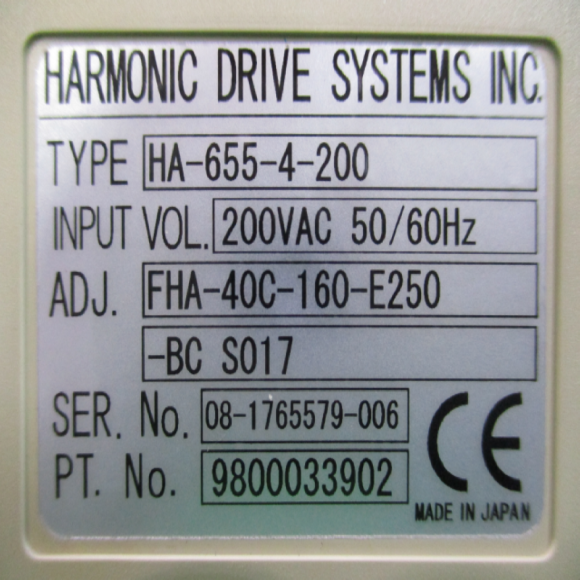 HARMONIC DRIVE SYSTEMS INC.
TYPE HA-655-4-200
INPUT VOL. 200VAC 50/60Hz
ADJ. FHA-40C-160-E250
-BC S017
SER. No. 08-1765579-006
PT. No. 9800033902
CE
MADE IN JAPAN